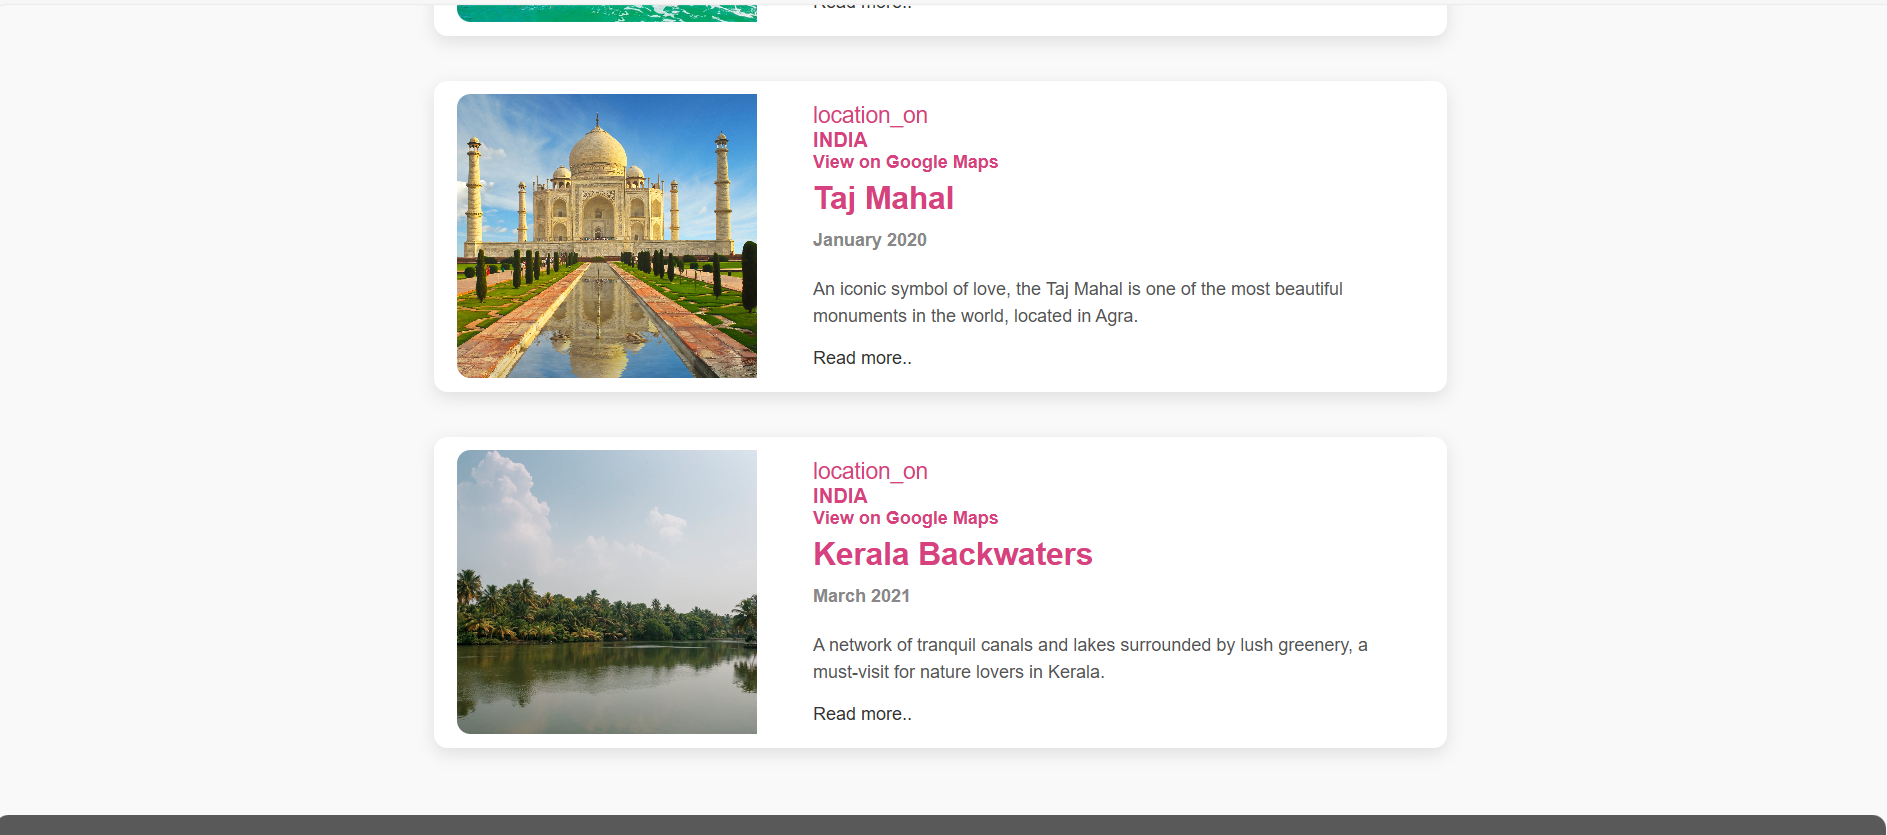 Read more..
location_on
INDIA
View on Google Maps
Taj Mahal
January 2020
An iconic symbol of love, the Taj Mahal is one of the most beautiful
monuments in the world, located in Agra.
Read more..
location_on
INDIA
View on Google Maps
Kerala Backwaters
March 2021
A network of tranquil canals and lakes surrounded by lush greenery, a
must-visit for nature lovers in Kerala.
Read more..